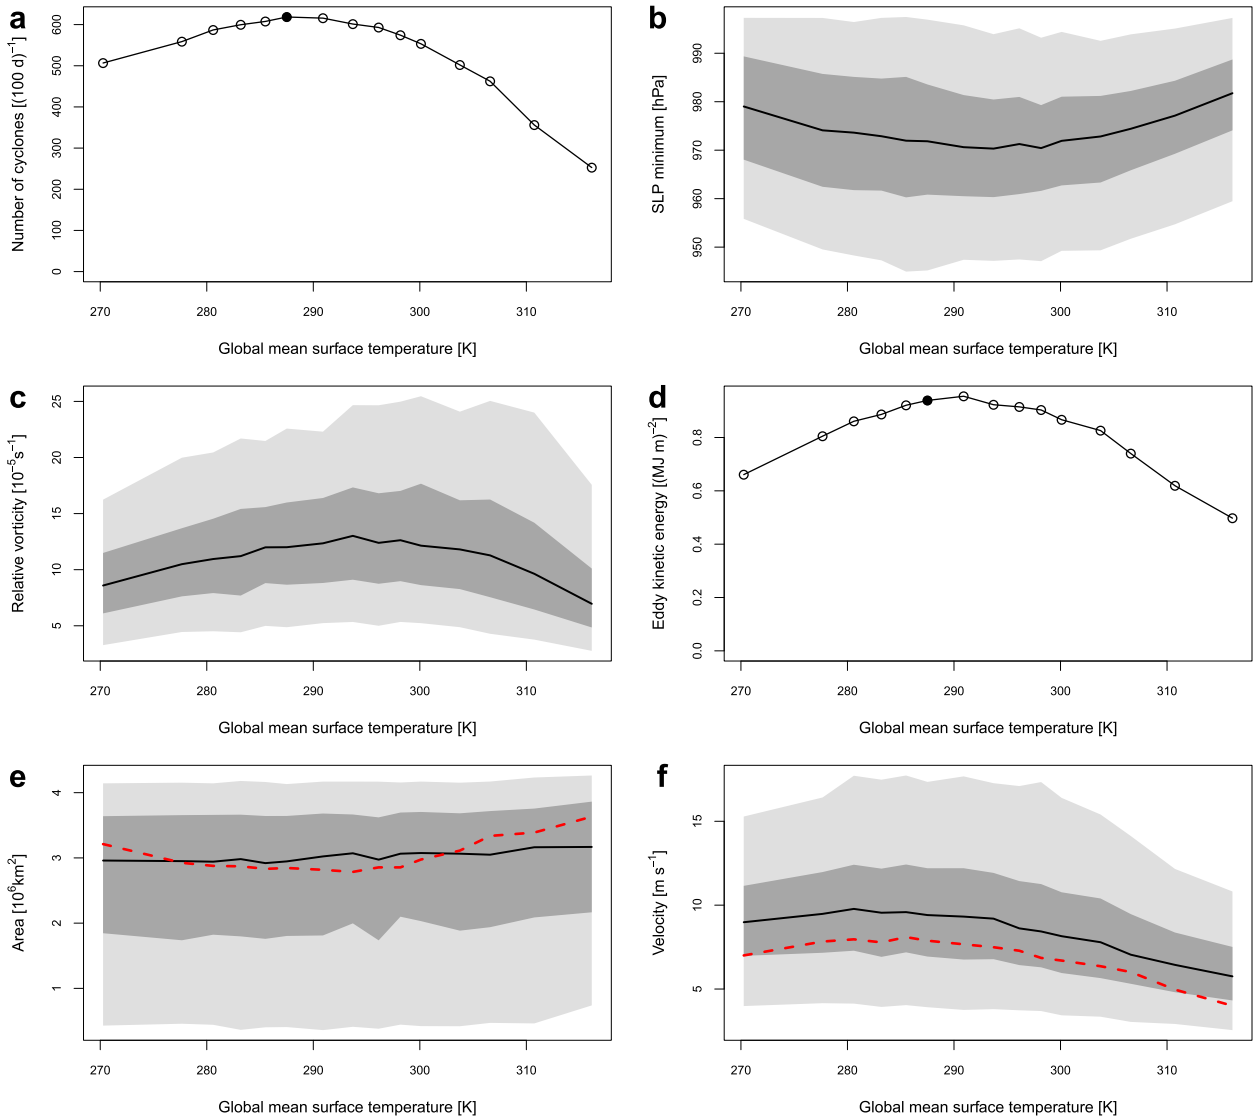 a
Number of cyclones [(100 d)⁻¹]
0 100 200 300 400 500 600
270 280 290 300 310
Global mean surface temperature [K]
b
SLP minimum [hPa]
950 960 970 980 990
270 280 290 300 310
Global mean surface temperature [K]
c
Relative vorticity [10⁻⁵s⁻¹]
5 10 15 20 25
270 280 290 300 310
Global mean surface temperature [K]
d
Eddy kinetic energy [(MJ m)⁻²]
0.0 0.2 0.4 0.6 0.8
270 280 290 300 310
Global mean surface temperature [K]
e
Area [10⁶km²]
1 2 3 4
270 280 290 300 310
Global mean surface temperature [K]
f
Velocity [m s⁻¹]
5 10 15
270 280 290 300 310
Global mean surface temperature [K]